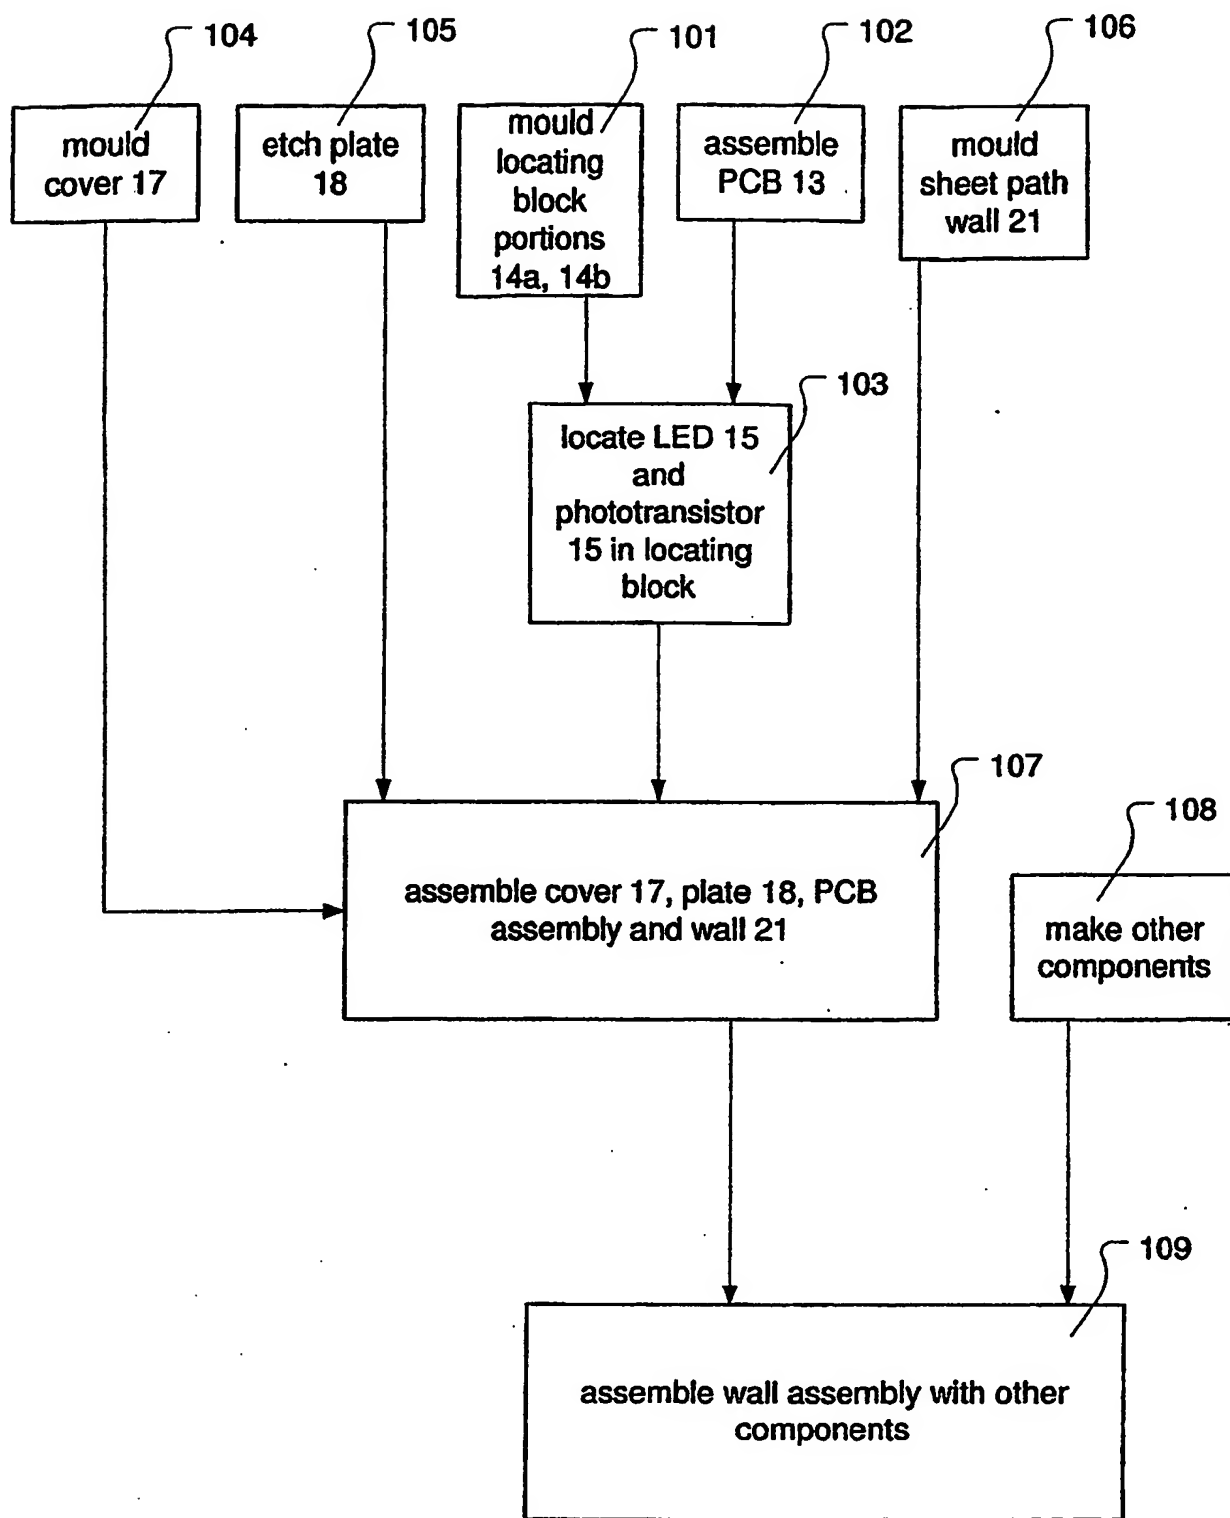 104
105
101
102
106
mould
cover 17
etch plate
18
mould
locating
block
portions
14a, 14b
assemble
PCB 13
mould
sheet path
wall 21
103
locate LED 15
and
phototransistor
15 in locating
block
107
assemble cover 17, plate 18, PCB
assembly and wall 21
108
make other
components
109
assemble wall assembly with other
components